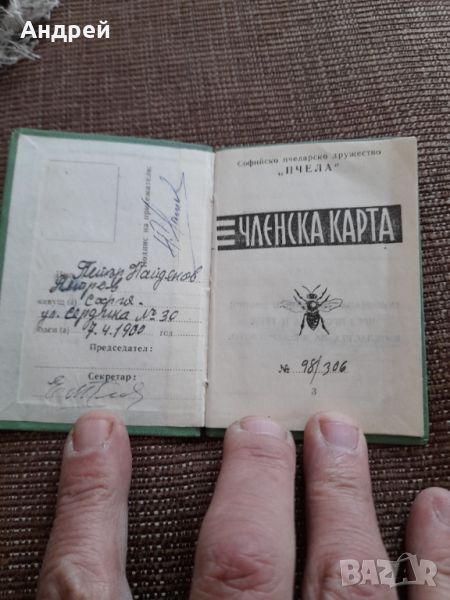 Андрей
Подпис на притежателя:
Петър Найденов
живущ (а) София
ул. Сердика № 30
роден (а) 7.4.1900 год
Председател:
Секретар:
Софийско пчеларско дружество
„ПЧЕЛА“
ЧЛЕНСКА КАРТА
№ 98/306
3
BAZAR